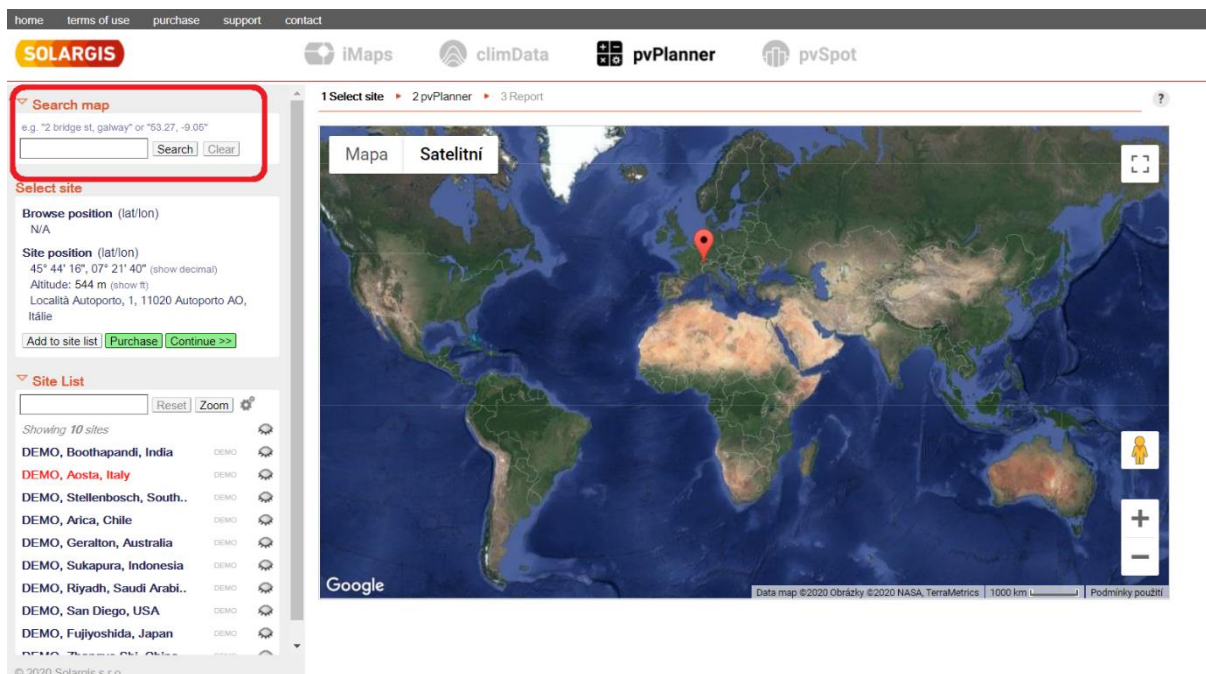 home terms of use purchase support contact
SOLARGIS
iMaps climData pvPlanner pvSpot
Search map
e.g. "2 bridge st, galway" or "53.27, -9.05"
Search Clear
Select site
Browse position (lat/lon)
N/A
Site position (lat/lon)
45° 44' 16", 07° 21' 40" (show decimal)
Altitude: 544 m (show ft)
Località Autoporto, 1, 11020 Autoporto AO,
Itálie
Add to site list Purchase Continue >>
Site List
Reset Zoom
Showing 10 sites
DEMO, Boothapandi, India DEMO
DEMO, Aosta, Italy DEMO
DEMO, Stellenbosch, South.. DEMO
DEMO, Arica, Chile DEMO
DEMO, Geralton, Australia DEMO
DEMO, Sukapura, Indonesia DEMO
DEMO, Riyadh, Saudi Arabi.. DEMO
DEMO, San Diego, USA DEMO
DEMO, Fujiyoshida, Japan DEMO
© 2020 Solargis s.r.o.
1 Select site 2 pvPlanner 3 Report
?
Mapa Satelitní
Google
Data map ©2020 Obrázky ©2020 NASA, TerraMetrics 1000 km Podmínky použití